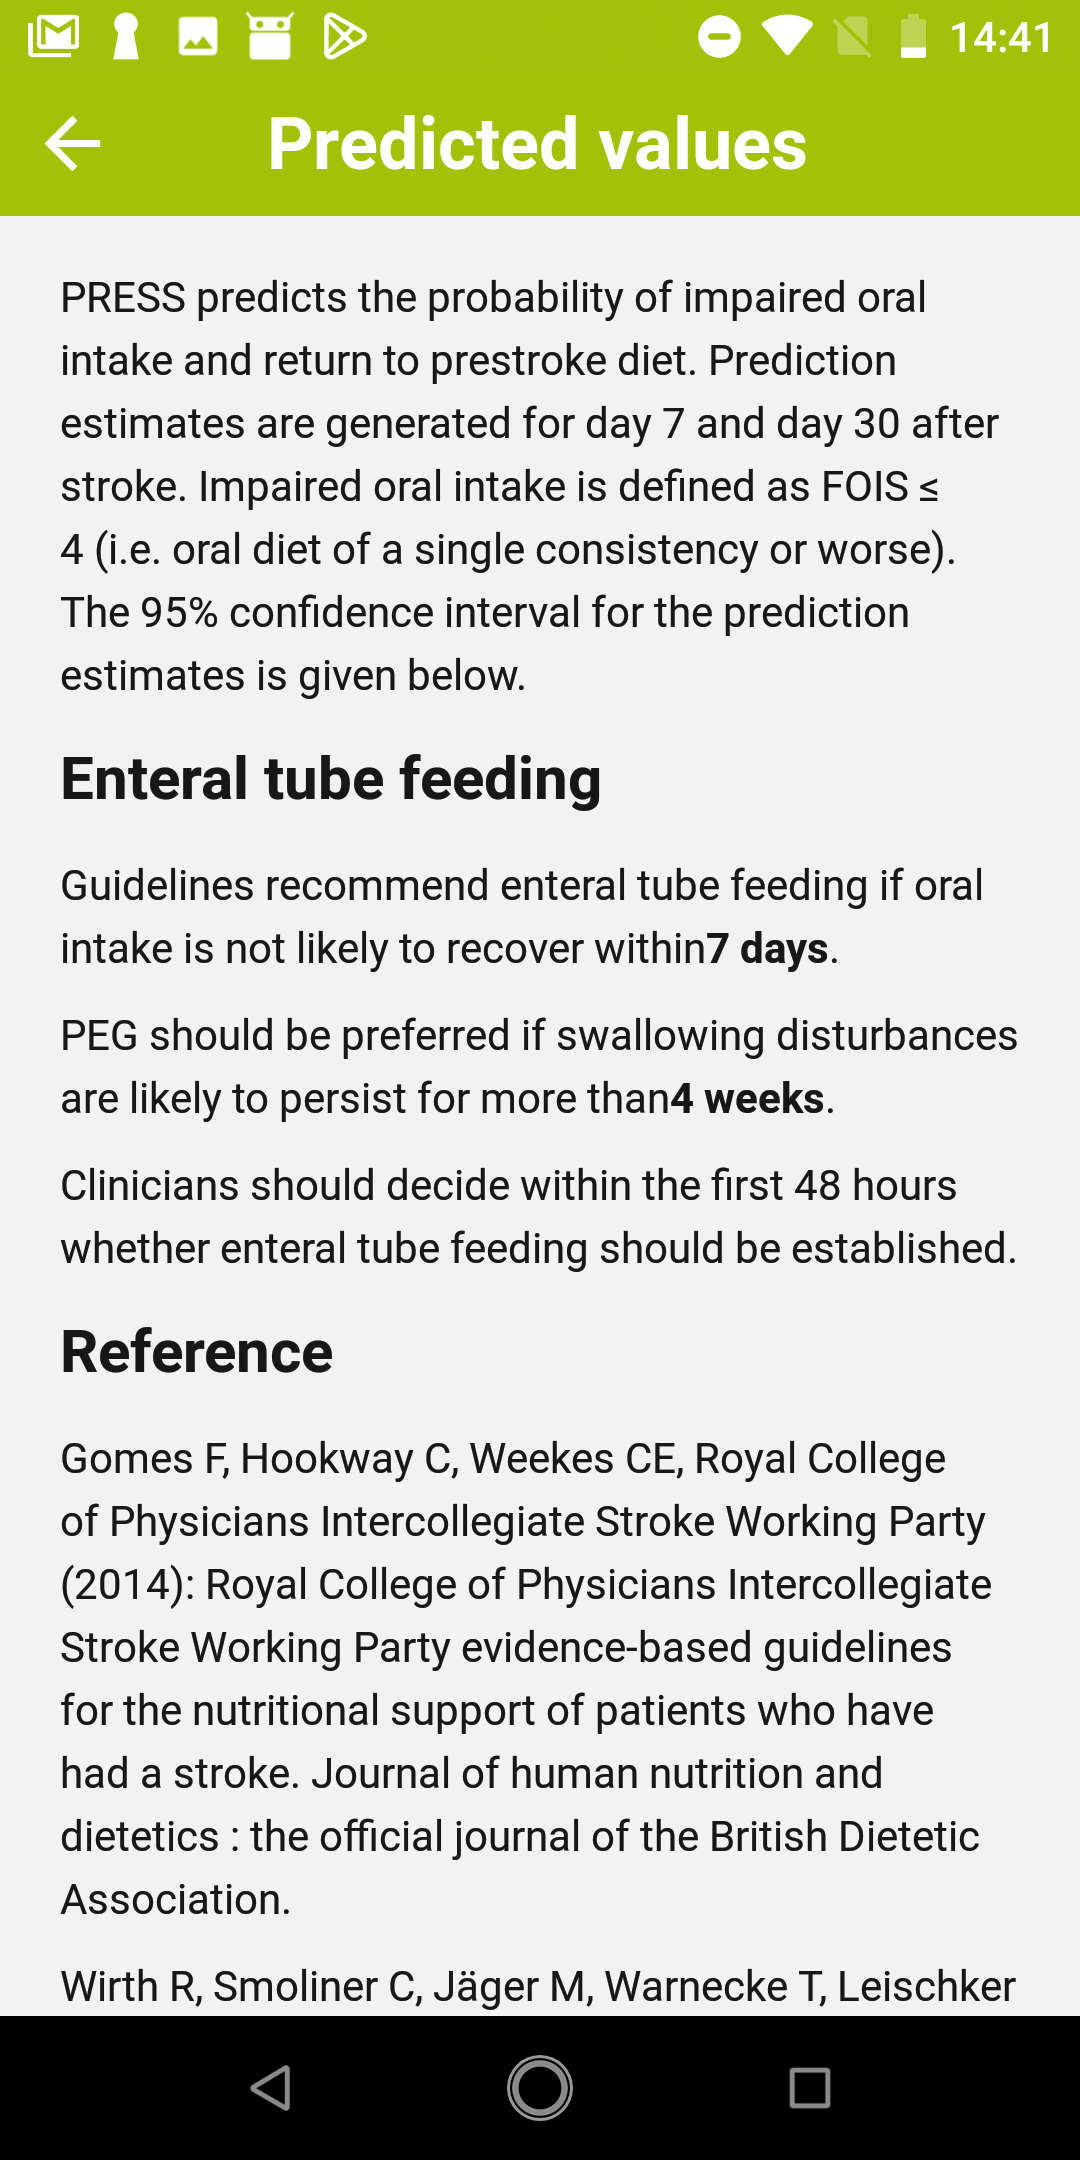 14:41
Predicted values
PRESS predicts the probability of impaired oral
intake and return to prestroke diet. Prediction
estimates are generated for day 7 and day 30 after
stroke. Impaired oral intake is defined as FOIS ≤
4 (i.e. oral diet of a single consistency or worse).
The 95% confidence interval for the prediction
estimates is given below.
Enteral tube feeding
Guidelines recommend enteral tube feeding if oral
intake is not likely to recover within7 days.
PEG should be preferred if swallowing disturbances
are likely to persist for more than4 weeks.
Clinicians should decide within the first 48 hours
whether enteral tube feeding should be established.
Reference
Gomes F, Hookway C, Weekes CE, Royal College
of Physicians Intercollegiate Stroke Working Party
(2014): Royal College of Physicians Intercollegiate
Stroke Working Party evidence-based guidelines
for the nutritional support of patients who have
had a stroke. Journal of human nutrition and
dietetics : the official journal of the British Dietetic
Association.
Wirth R, Smoliner C, Jäger M, Warnecke T, Leischker